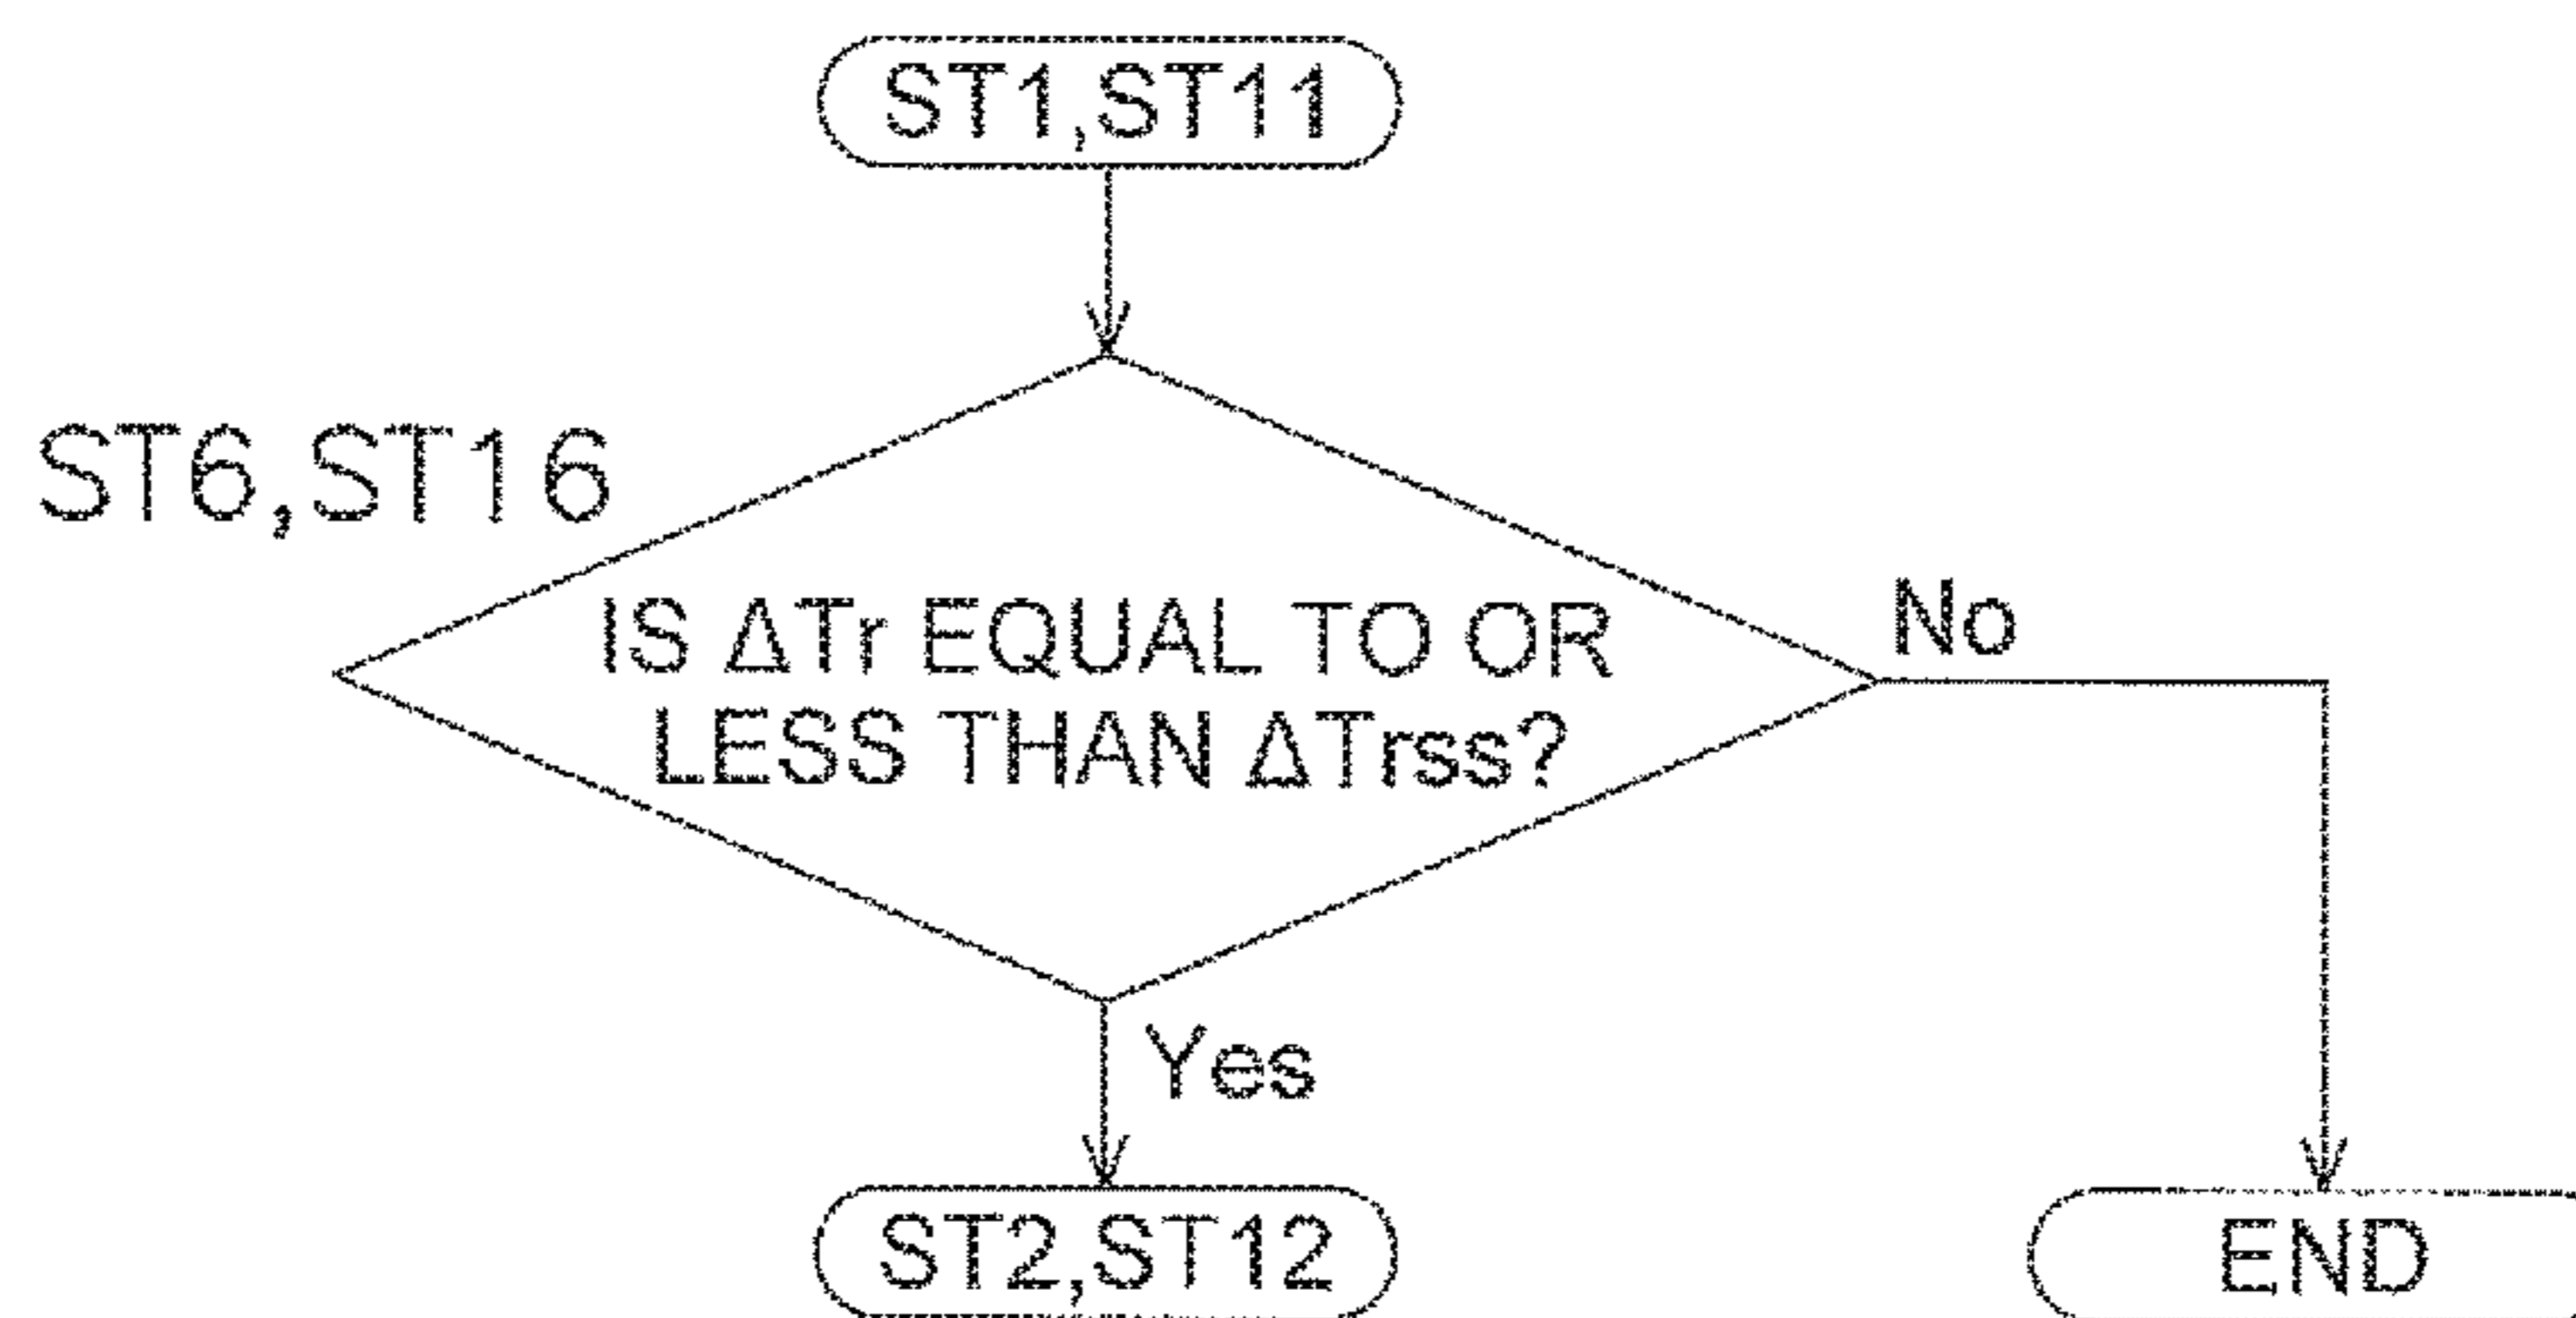 ST1,ST11
ST6,ST16
IS ΔTr EQUAL TO OR
LESS THAN ΔTrss?
No
Yes
ST2,ST12
END